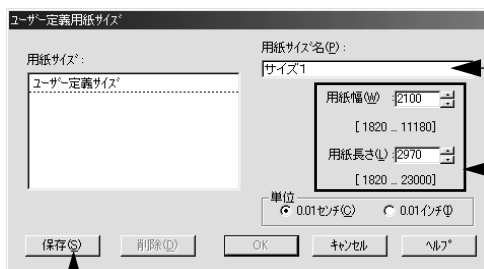 ユーザー定義用紙サイズ
用紙サイズ:
ユーザー定義サイズ
用紙サイズ名(P):
サイズ1
用紙幅(W) :2100
[ 1820 .. 11180]
用紙長さ(L):2970
[ 1820 .. 23000]
単位
0.01センチ(C) 0.01インチ(I)
保存(S) 削除(D) OK キャンセル ヘルプ